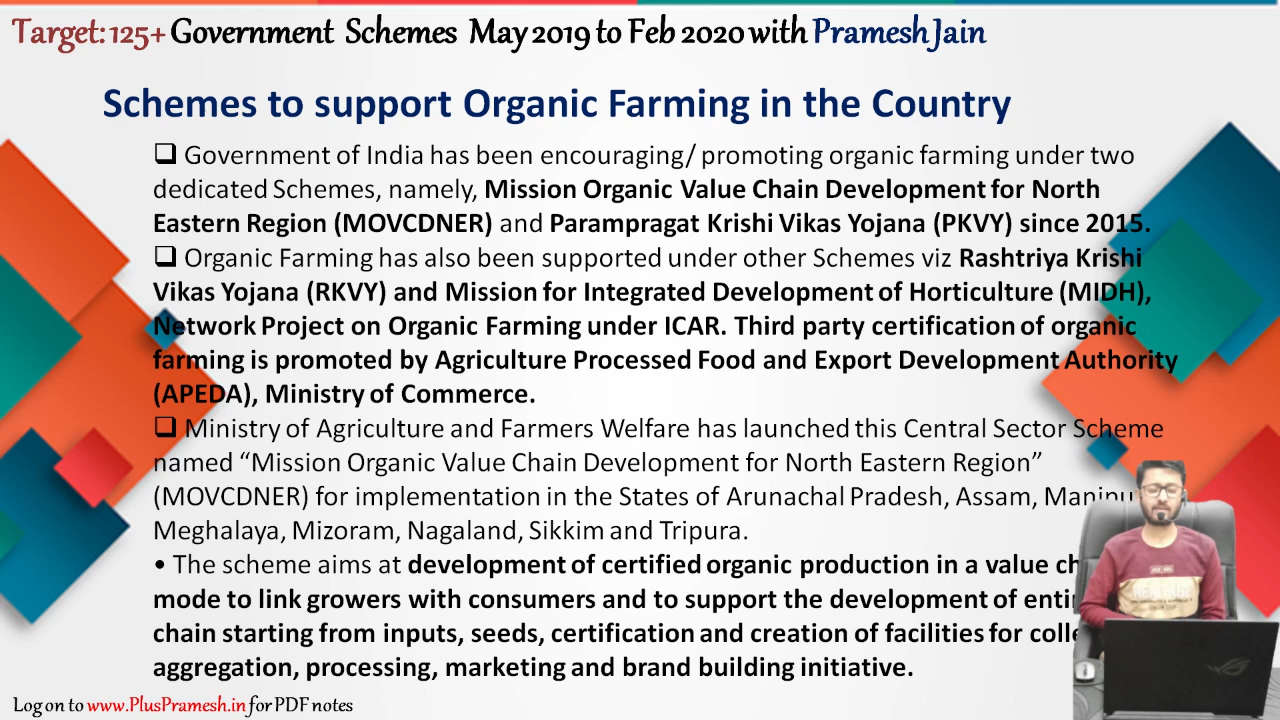 Target: 125+ Government Schemes May 2019 to Feb 2020 with Pramesh Jain
Schemes to support Organic Farming in the Country
❑ Government of India has been encouraging/ promoting organic farming under two
dedicated Schemes, namely, Mission Organic Value Chain Development for North
Eastern Region (MOVCDNER) and Parampragat Krishi Vikas Yojana (PKVY) since 2015.
❑ Organic Farming has also been supported under other Schemes viz Rashtriya Krishi
Vikas Yojana (RKVY) and Mission for Integrated Development of Horticulture (MIDH),
Network Project on Organic Farming under ICAR. Third party certification of organic
farming is promoted by Agriculture Processed Food and Export Development Authority
(APEDA), Ministry of Commerce.
❑ Ministry of Agriculture and Farmers Welfare has launched this Central Sector Scheme
named “Mission Organic Value Chain Development for North Eastern Region”
(MOVCDNER) for implementation in the States of Arunachal Pradesh, Assam,
Meghalaya, Mizoram, Nagaland, Sikkim and Tripura.
• The scheme aims at development of certified organic production in a value
mode to link growers with consumers and to support the development of
chain starting from inputs, seeds, certification and creation of facilities for
aggregation, processing, marketing and brand building initiative.
Log on to www.PlusPramesh.in for PDF notes